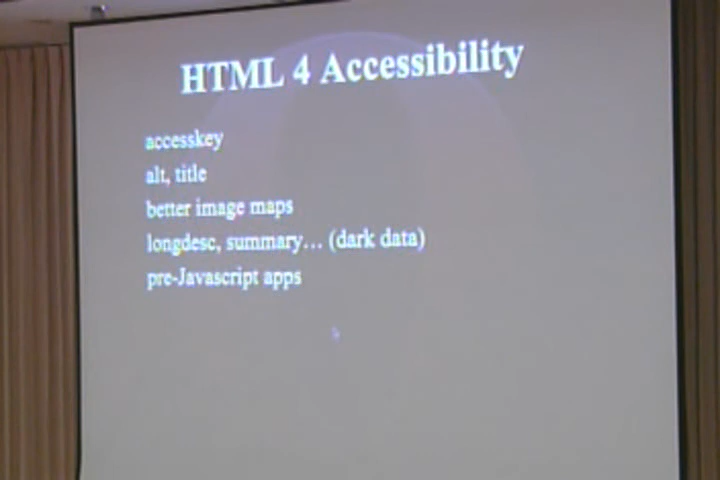 HTML 4 Accessibility
accesskey
alt, title
better image maps
longdesc, summary... (dark data)
pre-Javascript apps